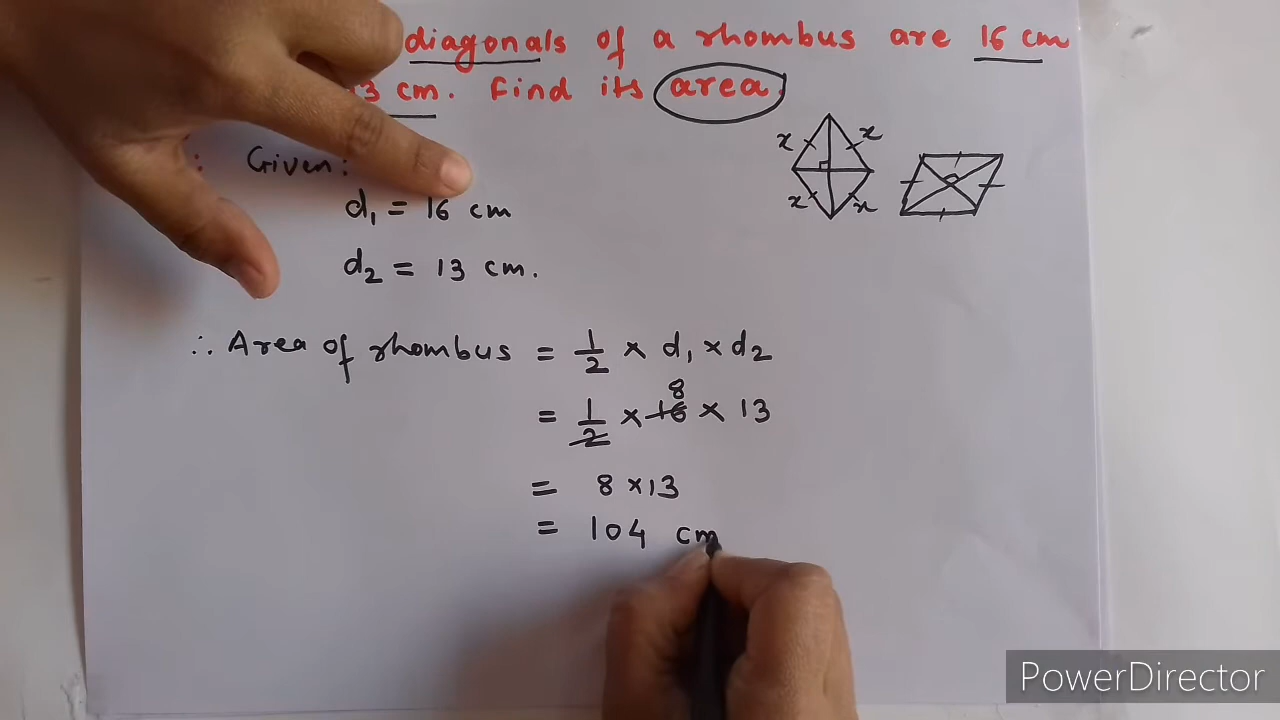 diagonals of a rhombus are 16 cm
13 cm. Find its area.
: Given:
d₁ = 16 cm
d₂ = 13 cm.
∴ Area of rhombus = 1/2 × d₁ × d₂
= 1/2 × 16 × 13
8
= 8 × 13
= 104 cm
x
x
x
x
PowerDirector